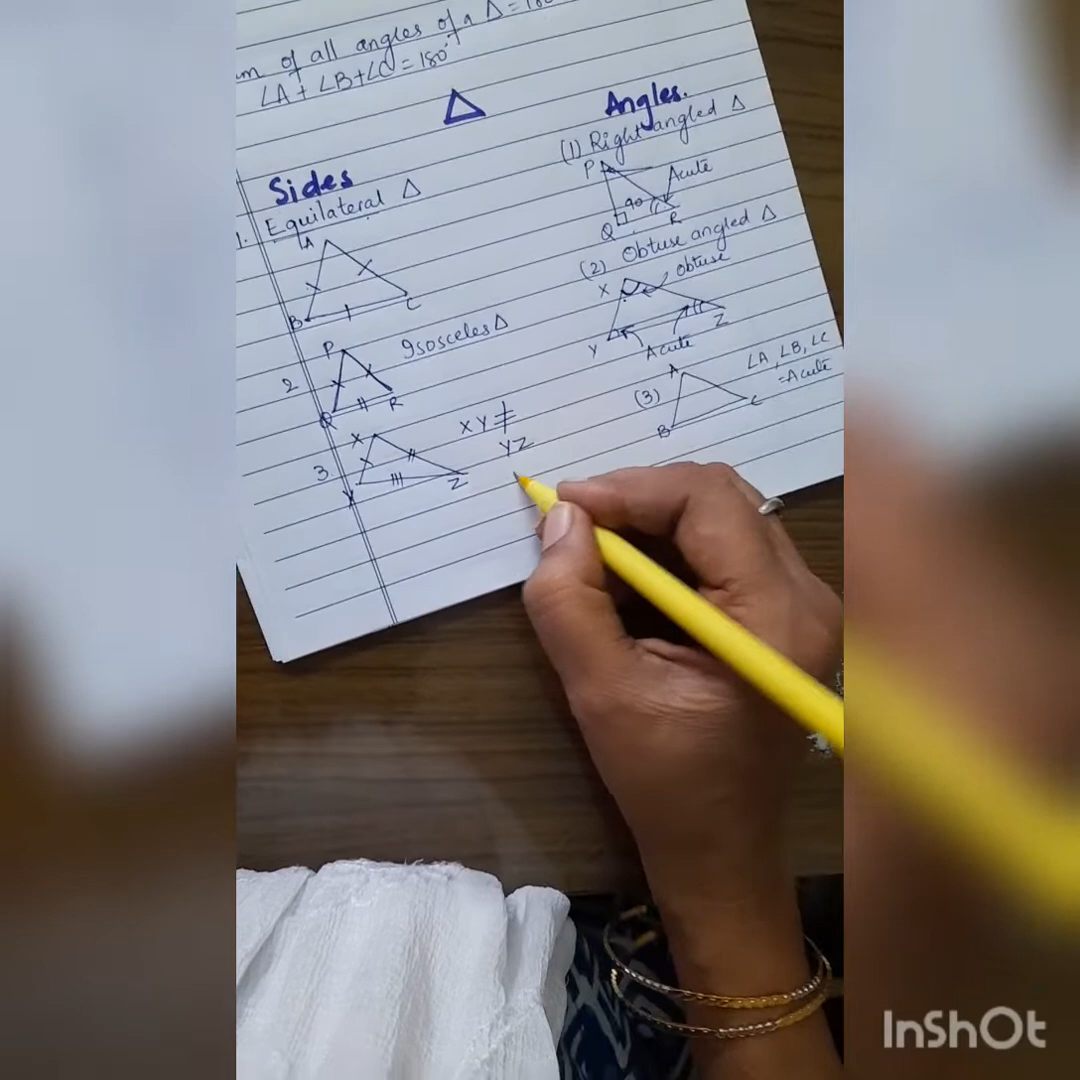 m of all angles of a Δ = 180
∠A + ∠B + ∠C = 180°
Sides
1. Equilateral Δ
A
B
C
2
Isosceles Δ
P
Q
R
3.
X
Y
Z
XY ≠
YZ
Angles.
(1) Right angled Δ
P
Acute
90
Q
R
(2) Obtuse angled Δ
X
Obtuse
Y
Z
Acute
(3)
A
B
C
∠A, ∠B, ∠C
= Acute
InShOt